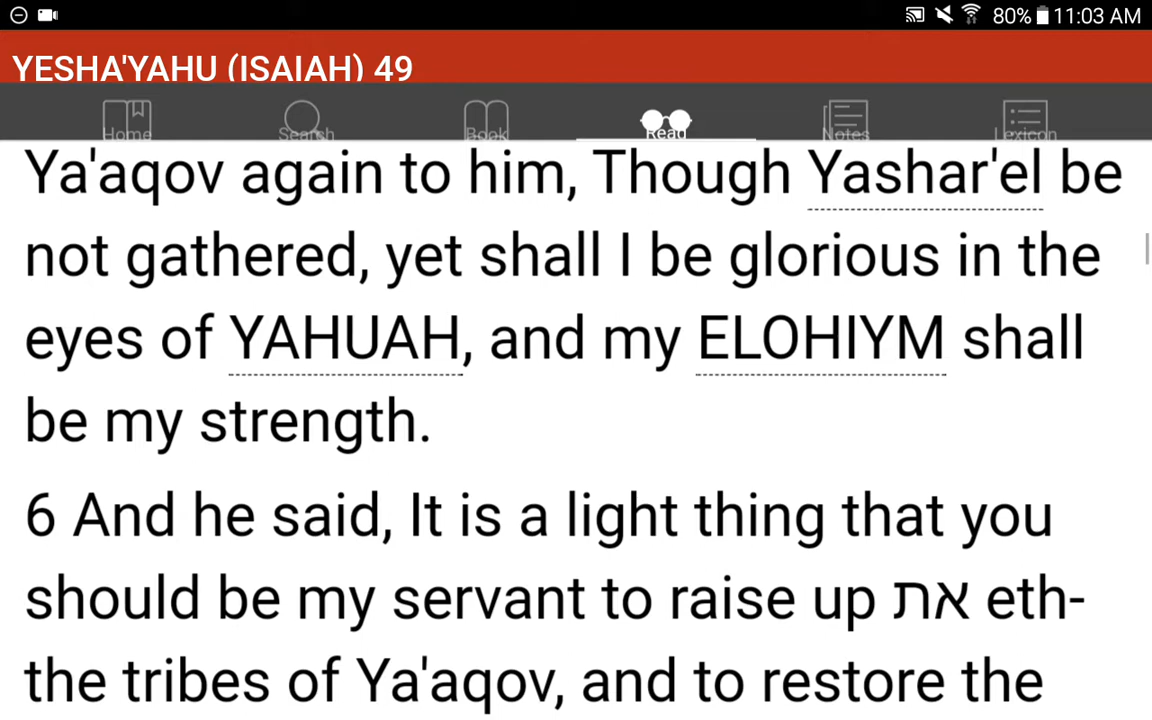 80% 11:03 AM
YESHA'YAHU (ISAIAH) 49
Home Search Book Read Notes Lexicon
Ya'aqov again to him, Though Yashar'el be
not gathered, yet shall I be glorious in the
eyes of YAHUAH, and my ELOHIYM shall
be my strength.
6 And he said, It is a light thing that you
should be my servant to raise up את eth-
the tribes of Ya'aqov, and to restore the